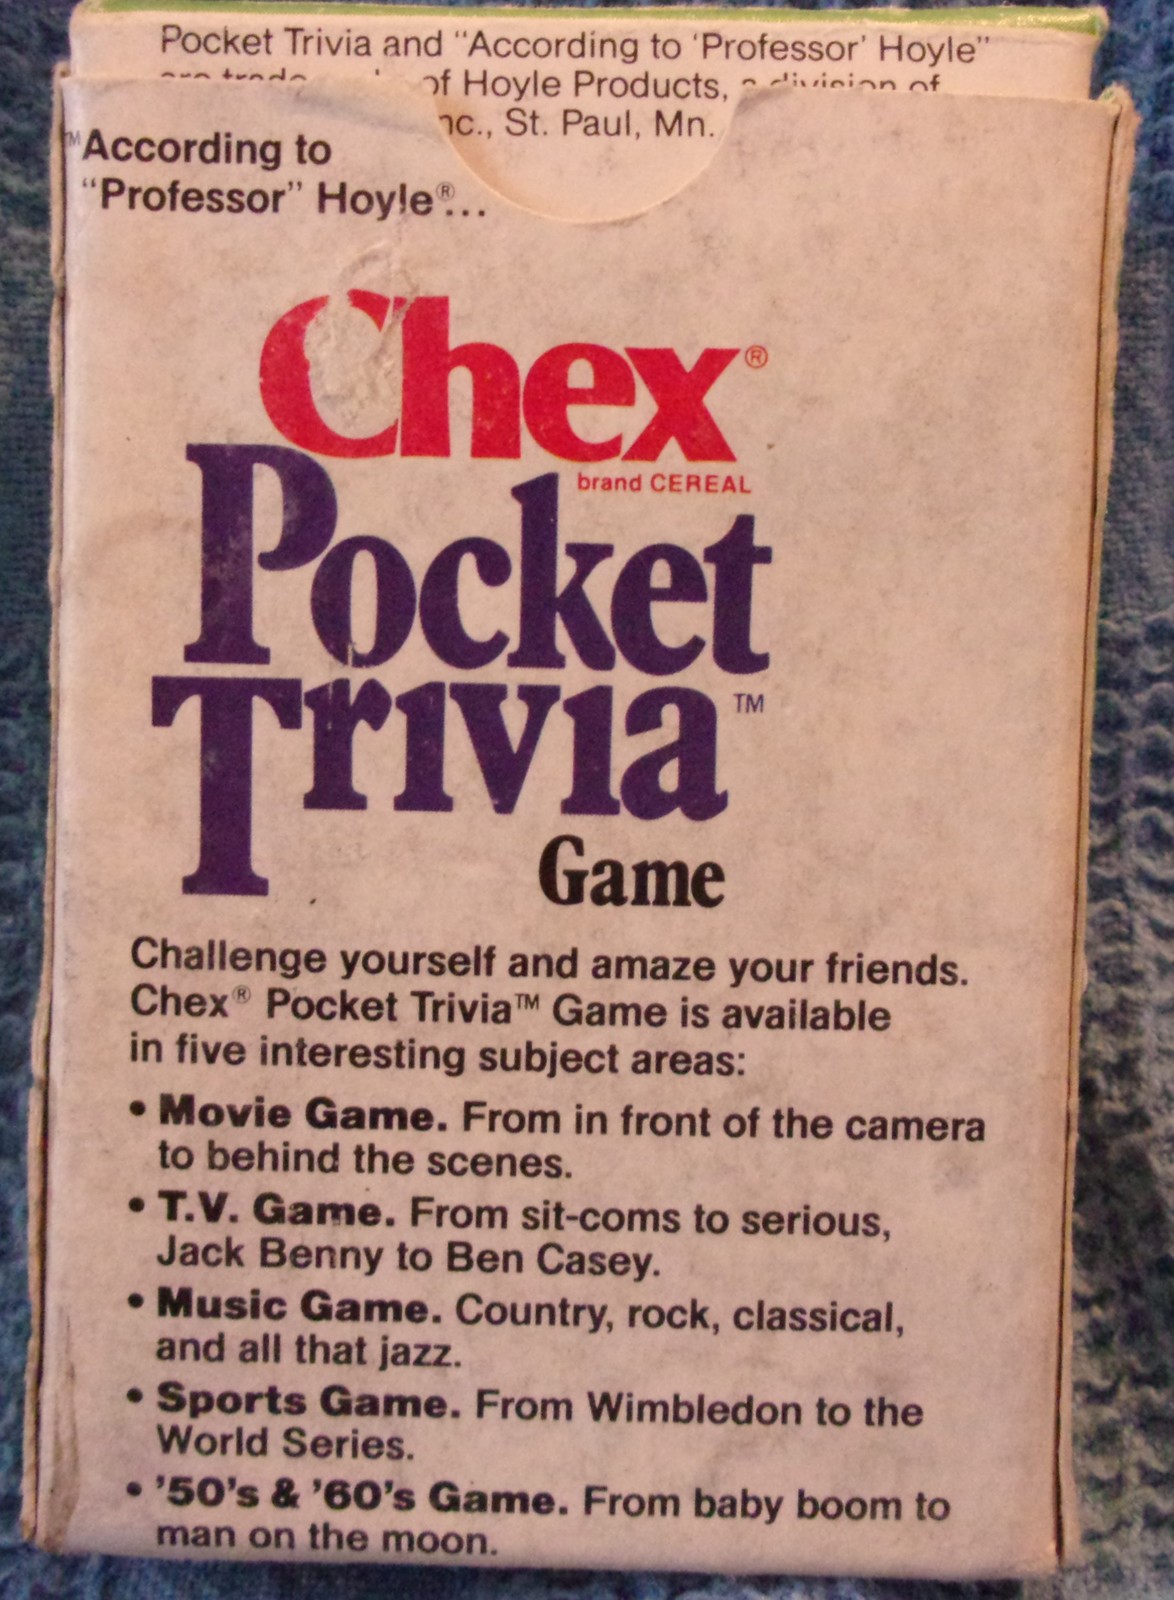 Pocket Trivia and "According to 'Professor' Hoyle"
of Hoyle Products, a division of
St. Paul, Mn.
™According to
"Professor" Hoyle®...
Chex®
brand CEREAL
Pocket
Trivia™
Game
Challenge yourself and amaze your friends.
Chex® Pocket Trivia™ Game is available
in five interesting subject areas:
• Movie Game. From in front of the camera
to behind the scenes.
• T.V. Game. From sit-coms to serious,
Jack Benny to Ben Casey.
• Music Game. Country, rock, classical,
and all that jazz.
• Sports Game. From Wimbledon to the
World Series.
• '50's & '60's Game. From baby boom to
man on the moon.